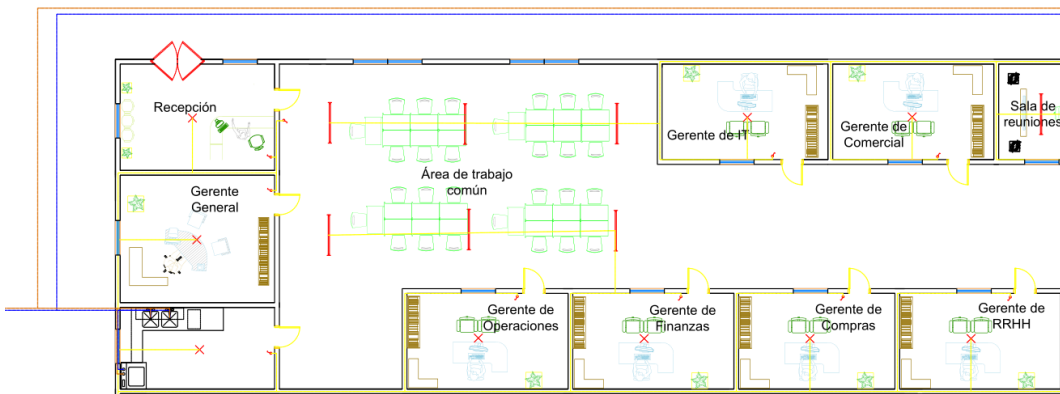 Recepción
Gerente de IT
Gerente de
Comercial
Sala de
reuniones
Área de trabajo
común
Gerente
General
Gerente de
Operaciones
Gerente de
Finanzas
Gerente de
Compras
Gerente de
RRHH